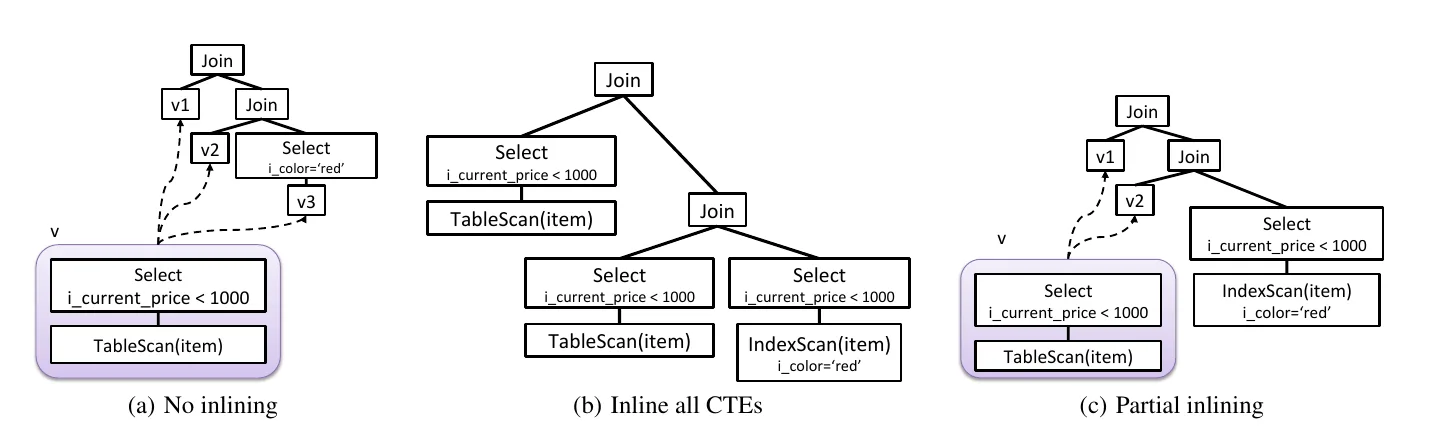 Join
v1
Join
v2
Select
i_color=‘red’
v3
v
Select
i_current_price < 1000
TableScan(item)
(a) No inlining
Join
Select
i_current_price < 1000
TableScan(item)
Join
Select
i_current_price < 1000
TableScan(item)
Select
i_current_price < 1000
IndexScan(item)
i_color=‘red’
(b) Inline all CTEs
Join
v1
Join
v2
Select
i_current_price < 1000
IndexScan(item)
i_color=‘red’
v
Select
i_current_price < 1000
TableScan(item)
(c) Partial inlining